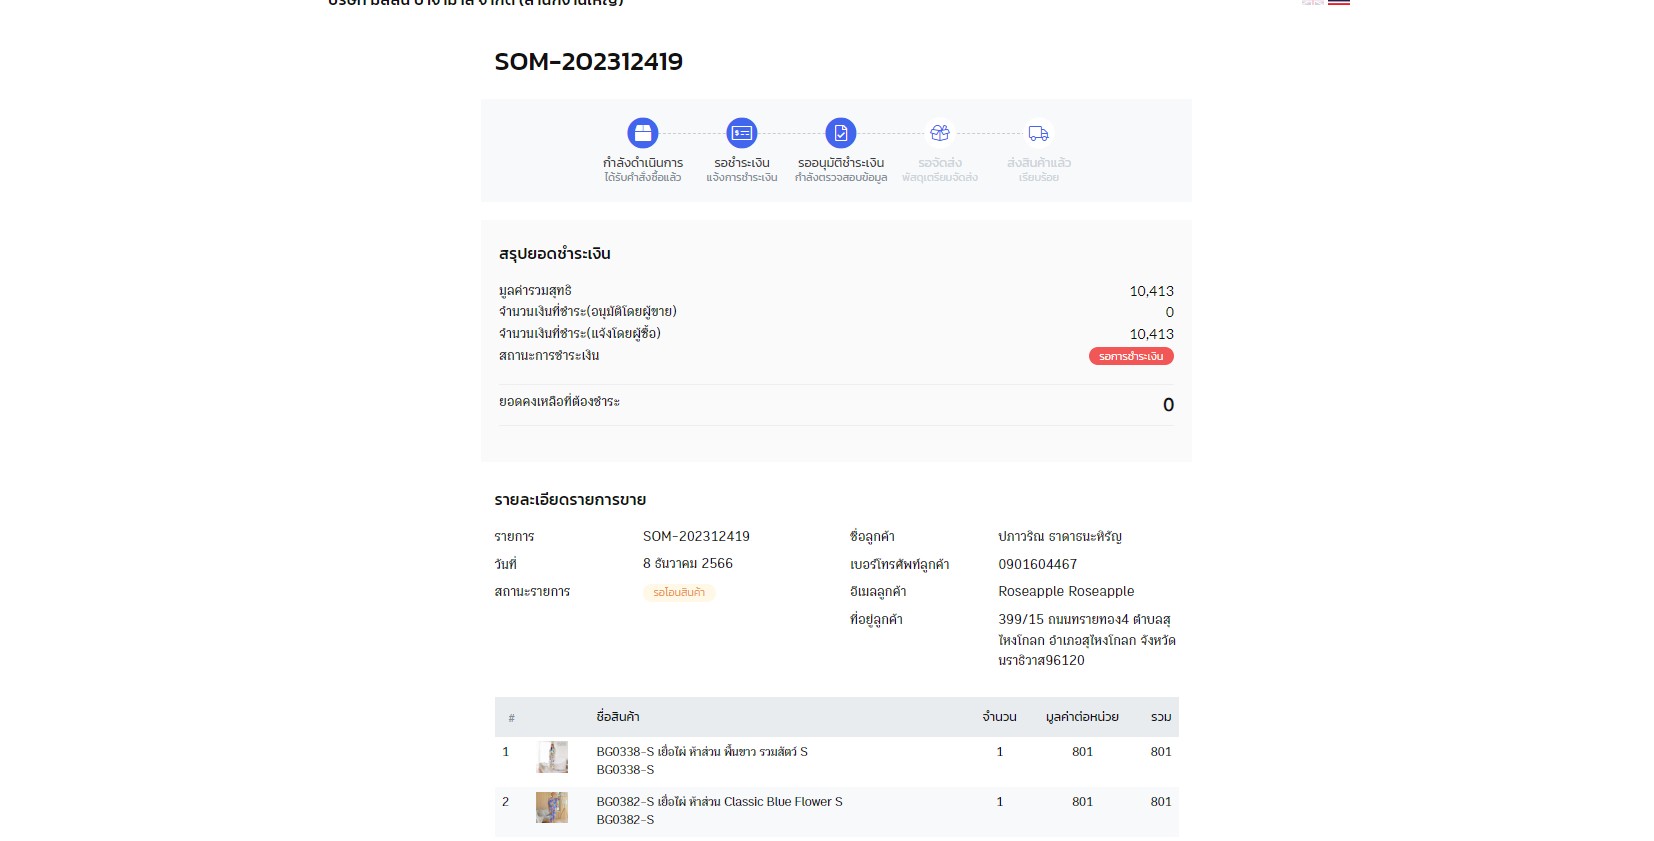 SOM-202312419
กำลังดำเนินการ รอชำระเงิน รออนุมัติชำระเงิน รอจัดส่ง ส่งสินค้าแล้ว
ได้รับคำสั่งซื้อแล้ว แจ้งการชำระเงิน กำลังตรวจสอบข้อมูล พัสดุเตรียมจัดส่ง เรียบร้อย
สรุปยอดชำระเงิน
มูลค่ารวมสุทธิ 10,413
จำนวนเงินที่ชำระ(อนุมัติโดยผู้ขาย) 0
จำนวนเงินที่ชำระ(แจ้งโดยผู้ซื้อ) 10,413
สถานะการชำระเงิน รอการชำระเงิน
ยอดคงเหลือที่ต้องชำระ 0
รายละเอียดรายการขาย
รายการ SOM-202312419 ชื่อลูกค้า ปภาวริณ ธาดาธนะหิรัญ
วันที่ 8 ธันวาคม 2566 เบอร์โทรศัพท์ลูกค้า 0901604467
สถานะรายการ รอโอนสินค้า อีเมลลูกค้า Roseapple Roseapple
ที่อยู่ลูกค้า 399/15 ถนนทรายทอง4 ตำบลสุ
ไหงโกลก อำเภอสุไหงโกลก จังหวัด
นราธิวาส96120
# ชื่อสินค้า จำนวน มูลค่าต่อหน่วย รวม
1 BG0338-S เยื่อไผ่ ห้าส่วน พื้นขาว รวมสัตว์ S 1 801 801
BG0338-S
2 BG0382-S เยื่อไผ่ ห้าส่วน Classic Blue Flower S 1 801 801
BG0382-S